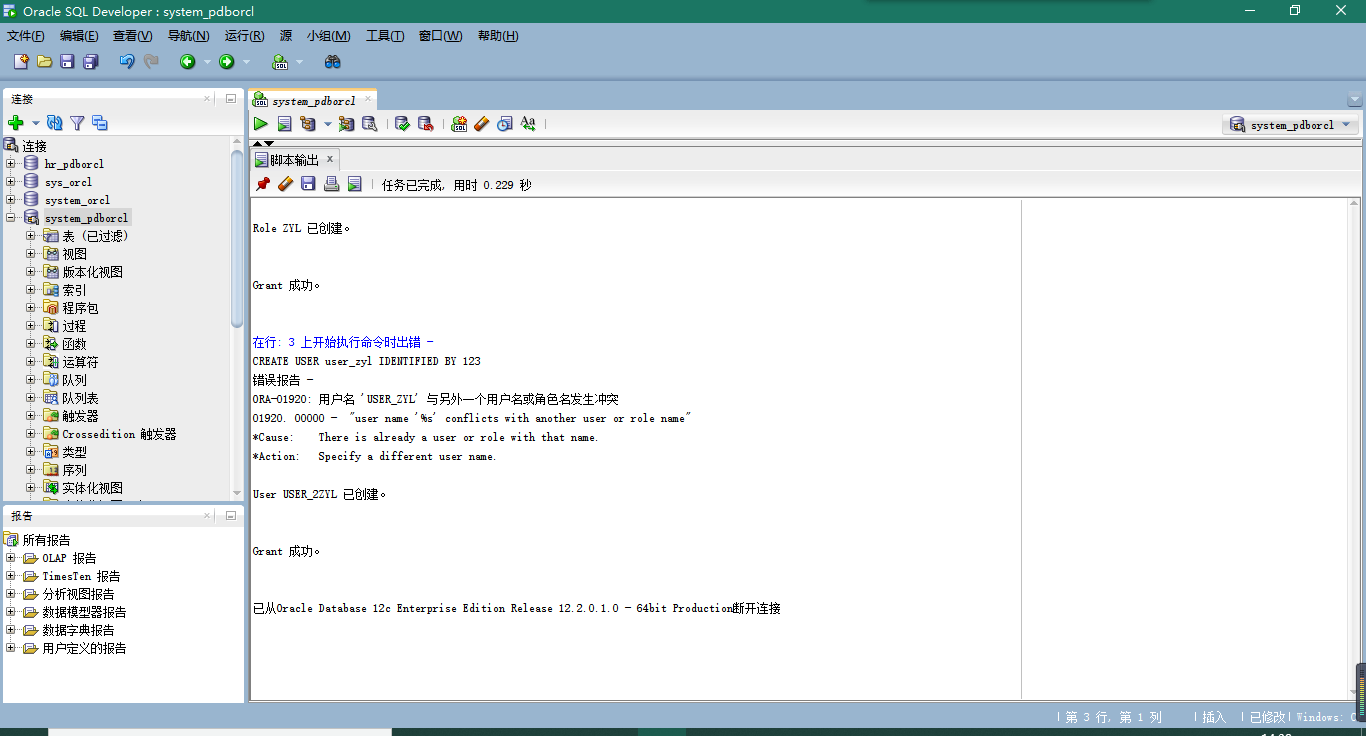 Oracle SQL Developer : system_pdborcl
文件(F) 编辑(E) 查看(V) 导航(N) 运行(R) 源 小组(M) 工具(T) 窗口(W) 帮助(H)
连接
连接
hr_pdborcl
sys_orcl
system_orcl
system_pdborcl
表 (已过滤)
视图
版本化视图
索引
程序包
过程
函数
运算符
队列
队列表
触发器
Crossedition 触发器
类型
序列
实体化视图
报告
所有报告
OLAP 报告
TimesTen 报告
分析视图报告
数据模型器报告
数据字典报告
用户定义的报告
system_pdborcl
system_pdborcl
脚本输出
任务已完成, 用时 0.229 秒
Role ZYL 已创建。
Grant 成功。
在行: 3 上开始执行命令时出错 -
CREATE USER user_zyl IDENTIFIED BY 123
错误报告 -
ORA-01920: 用户名 'USER_ZYL' 与另外一个用户名或角色名发生冲突
01920. 00000 -  "user name '%s' conflicts with another user or role name"
*Cause:    There is already a user or role with that name.
*Action:   Specify a different user name.
User USER_2ZYL 已创建。
Grant 成功。
已从Oracle Database 12c Enterprise Edition Release 12.2.0.1.0 - 64bit Production断开连接
第 3 行, 第 1 列 插入 已修改 Windows: